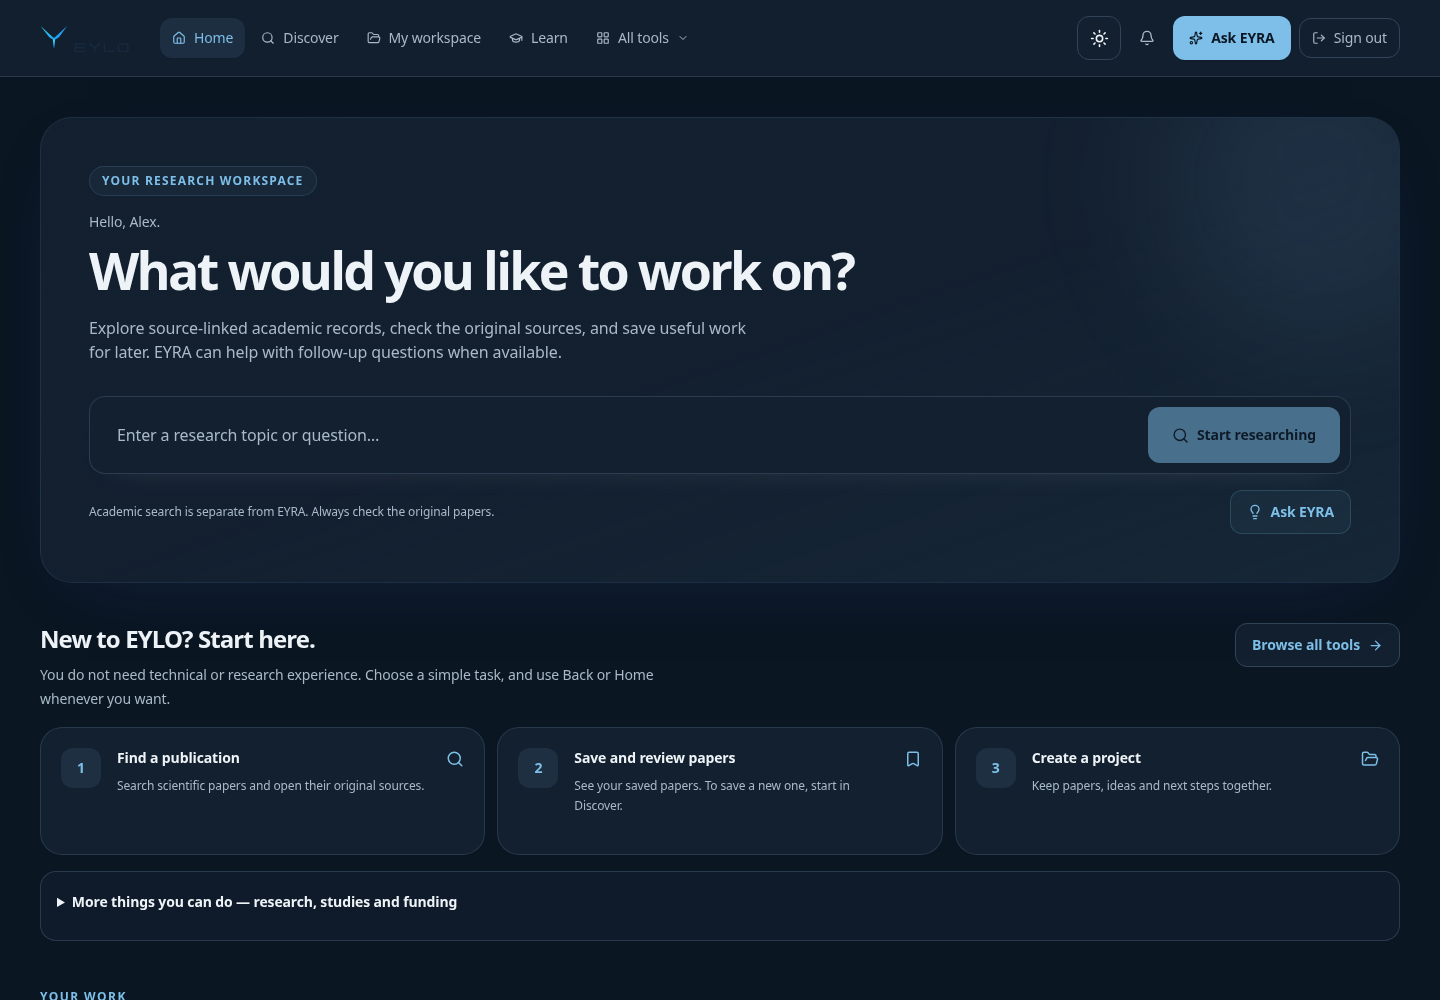 EYLO
Home
Discover
My workspace
Learn
All tools
Ask EYRA
Sign out
YOUR RESEARCH WORKSPACE
Hello, Alex.
What would you like to work on?
Explore source-linked academic records, check the original sources, and save useful work
for later. EYRA can help with follow-up questions when available.
Enter a research topic or question...
Start researching
Academic search is separate from EYRA. Always check the original papers.
Ask EYRA
New to EYLO? Start here.
Browse all tools
You do not need technical or research experience. Choose a simple task, and use Back or Home
whenever you want.
1
Find a publication
Search scientific papers and open their original sources.
2
Save and review papers
See your saved papers. To save a new one, start in
Discover.
3
Create a project
Keep papers, ideas and next steps together.
More things you can do — research, studies and funding
YOUR WORK